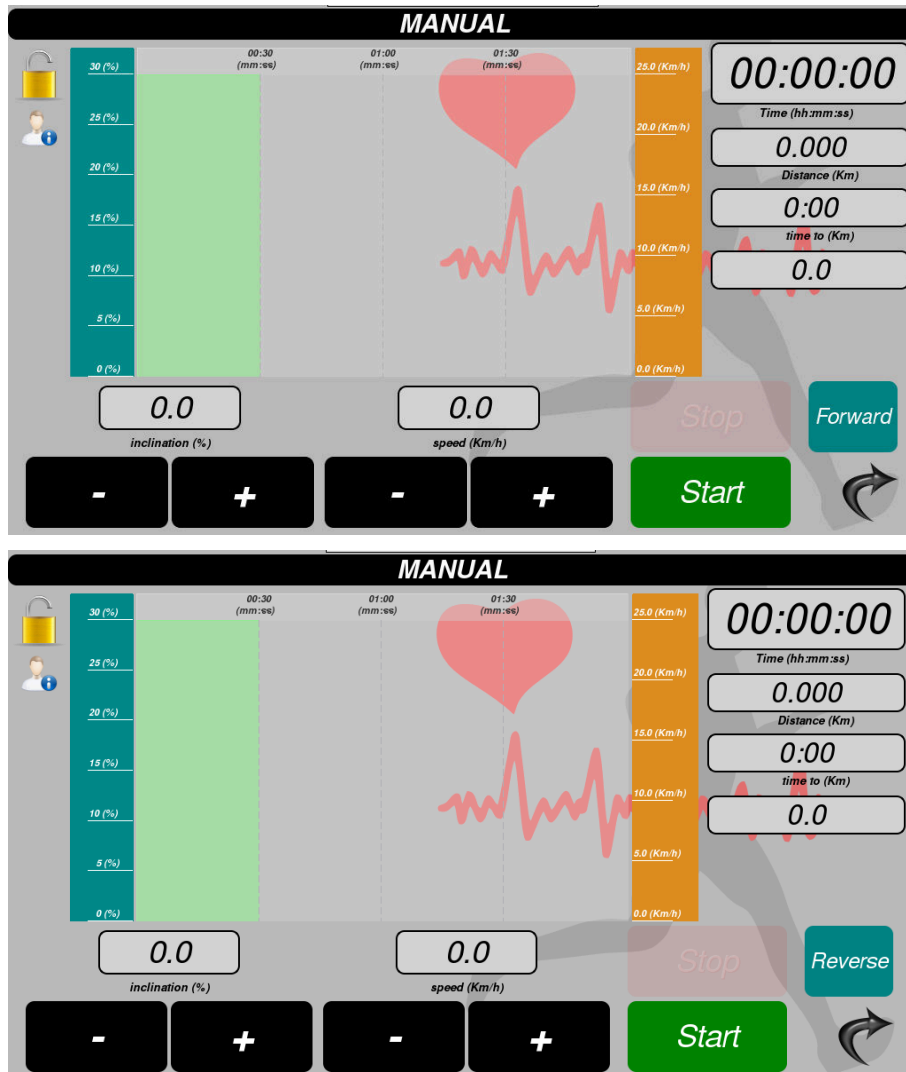 MANUAL
00:30 01:00 01:30
(mm:ss) (mm:ss) (mm:ss)
30 (%)
25 (%)
20 (%)
15 (%)
10 (%)
5 (%)
0 (%)
25.0 (Km/h)
20.0 (Km/h)
15.0 (Km/h)
10.0 (Km/h)
5.0 (Km/h)
0.0 (Km/h)
00:00:00
Time (hh:mm:ss)
0.000
Distance (Km)
0:00
time to (Km)
0.0
0.0
inclination (%)
0.0
speed (Km/h)
Stop
Forward
- + - +
Start
MANUAL
00:30 01:00 01:30
(mm:ss) (mm:ss) (mm:ss)
30 (%)
25 (%)
20 (%)
15 (%)
10 (%)
5 (%)
0 (%)
25.0 (Km/h)
20.0 (Km/h)
15.0 (Km/h)
10.0 (Km/h)
5.0 (Km/h)
0.0 (Km/h)
00:00:00
Time (hh:mm:ss)
0.000
Distance (Km)
0:00
time to (Km)
0.0
0.0
inclination (%)
0.0
speed (Km/h)
Stop
Reverse
- + - +
Start